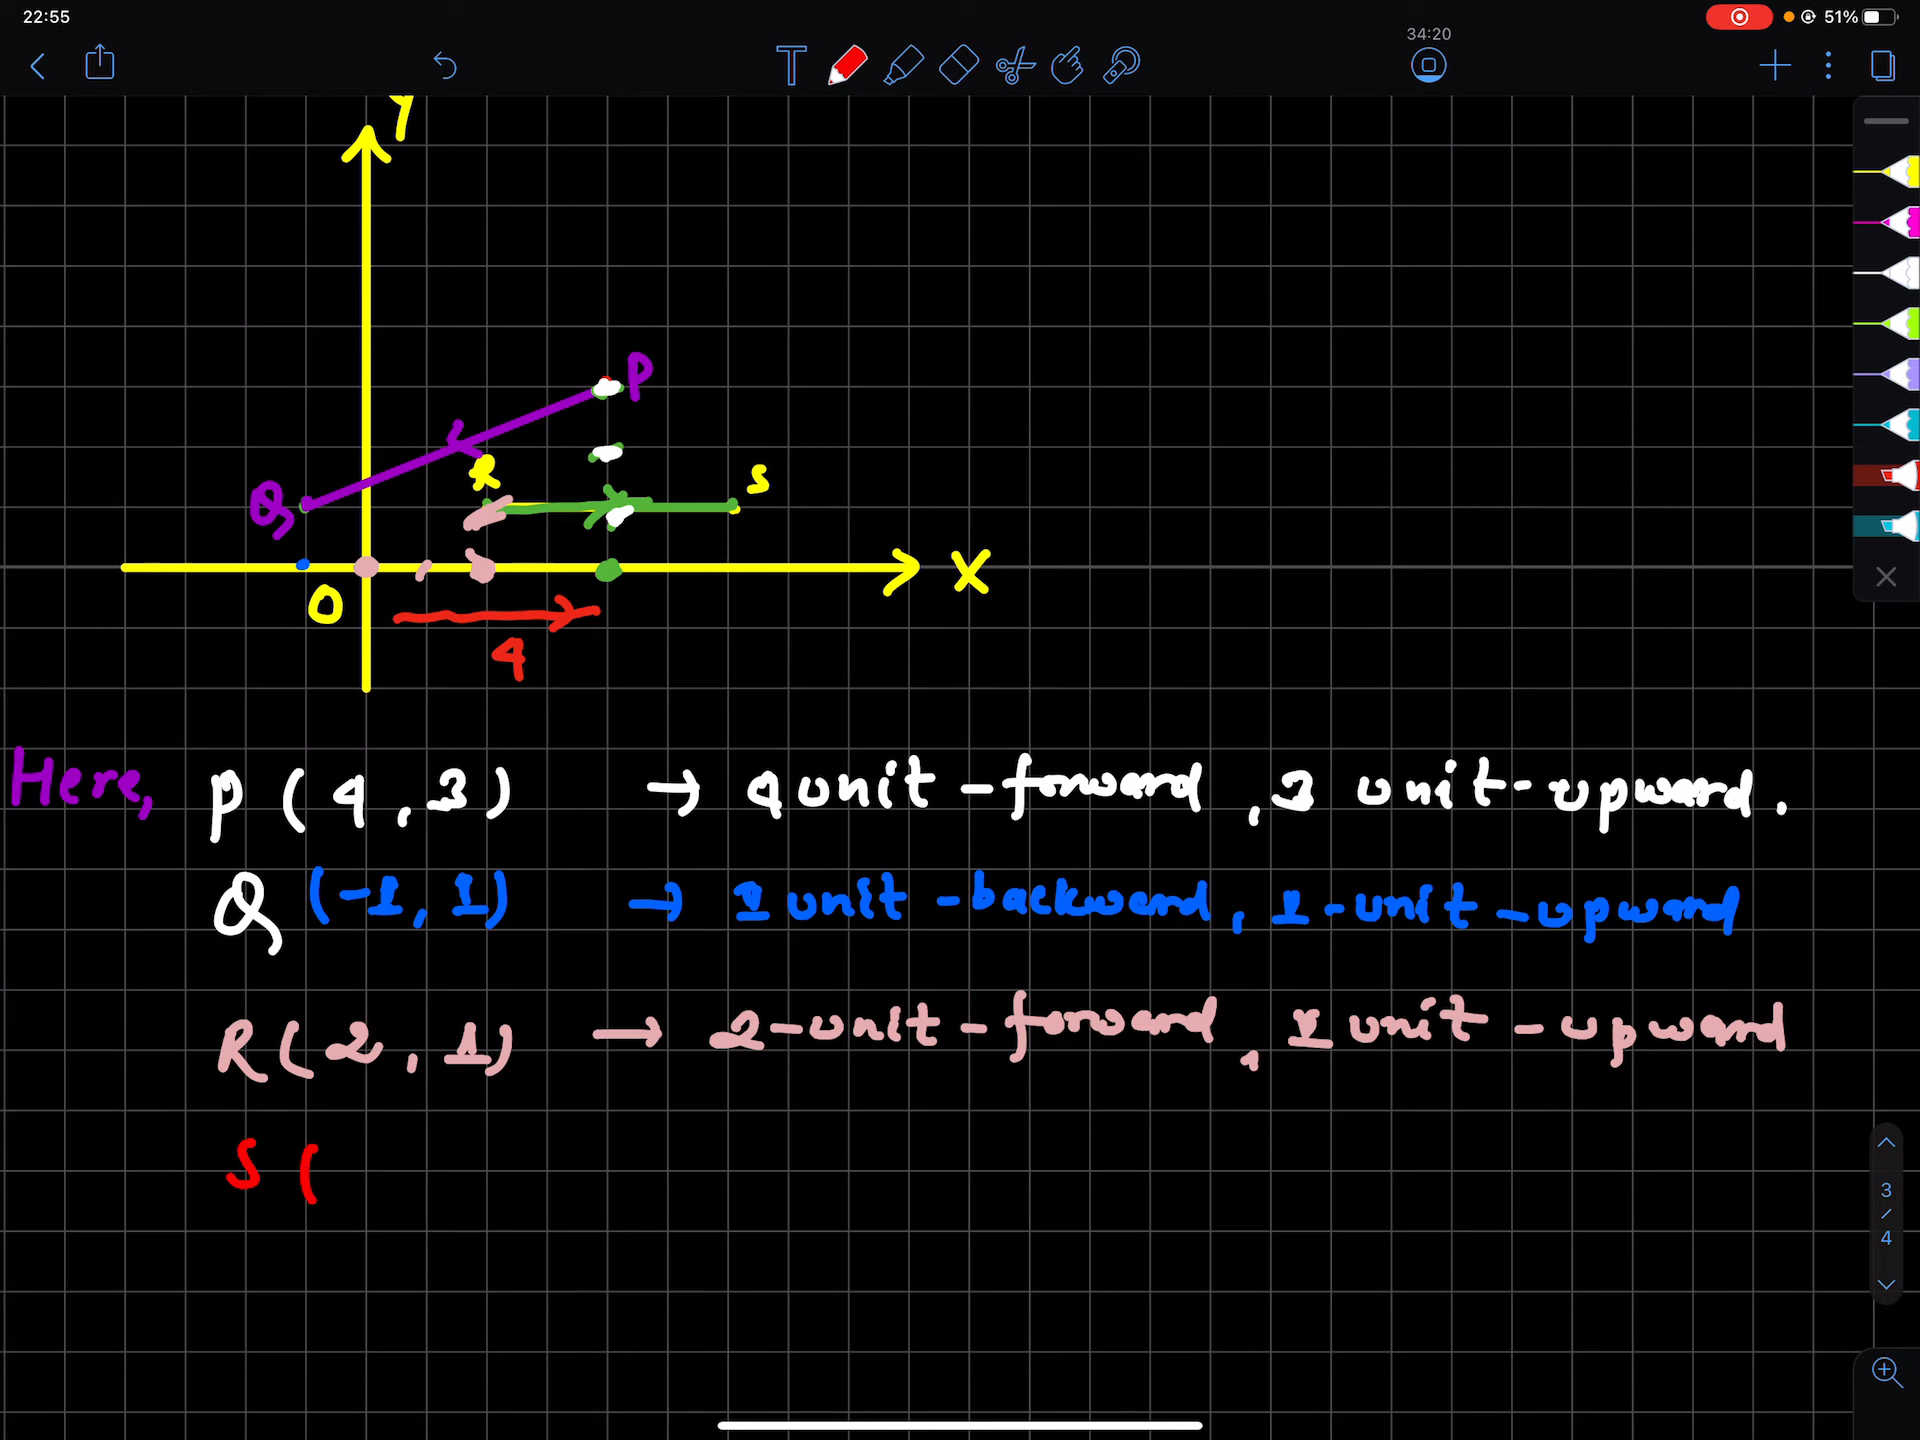 22:55
51%
34:20
Y
P
R
S
Q
O
X
4
Here, P ( 4 , 3 ) → 4 unit - forward , 3 unit - upward .
Q ( -1 , 1 ) → 1 unit - backward , 1 - unit - upward
R ( 2 , 1 ) → 2 - unit - forward , 1 unit - upward
S (
3
/
4